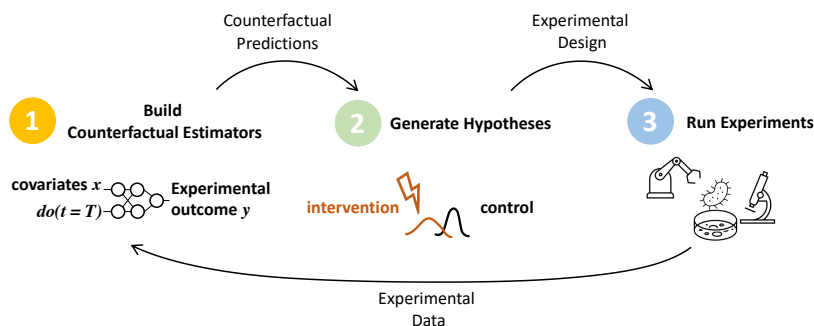 Counterfactual
Predictions
Experimental
Design
1
Build
Counterfactual Estimators
2
Generate Hypotheses
3
Run Experiments
covariates x
do(t = T)
Experimental
outcome y
intervention
control
Experimental
Data